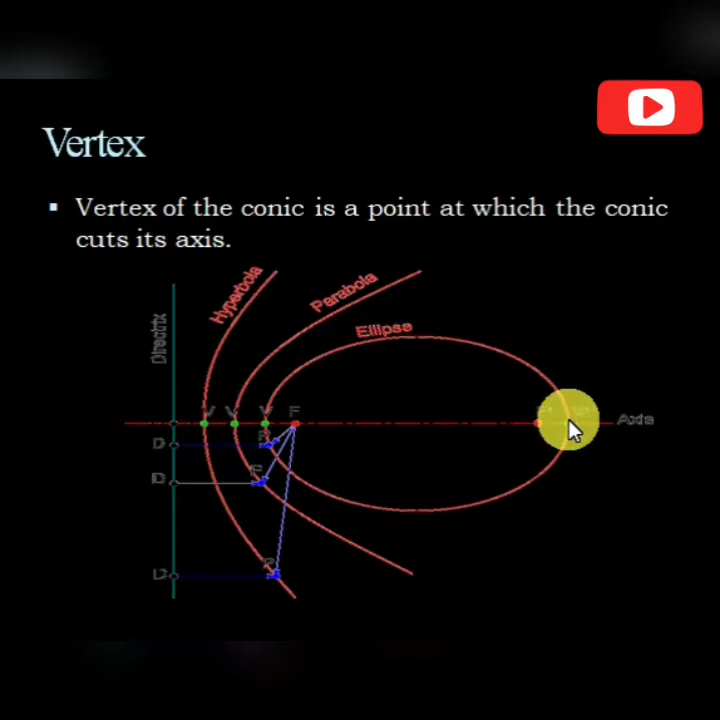 Vertex
▪ Vertex of the conic is a point at which the conic
cuts its axis.
Hyperbola
Parabola
Ellipse
Directrix
V V V F
Axis